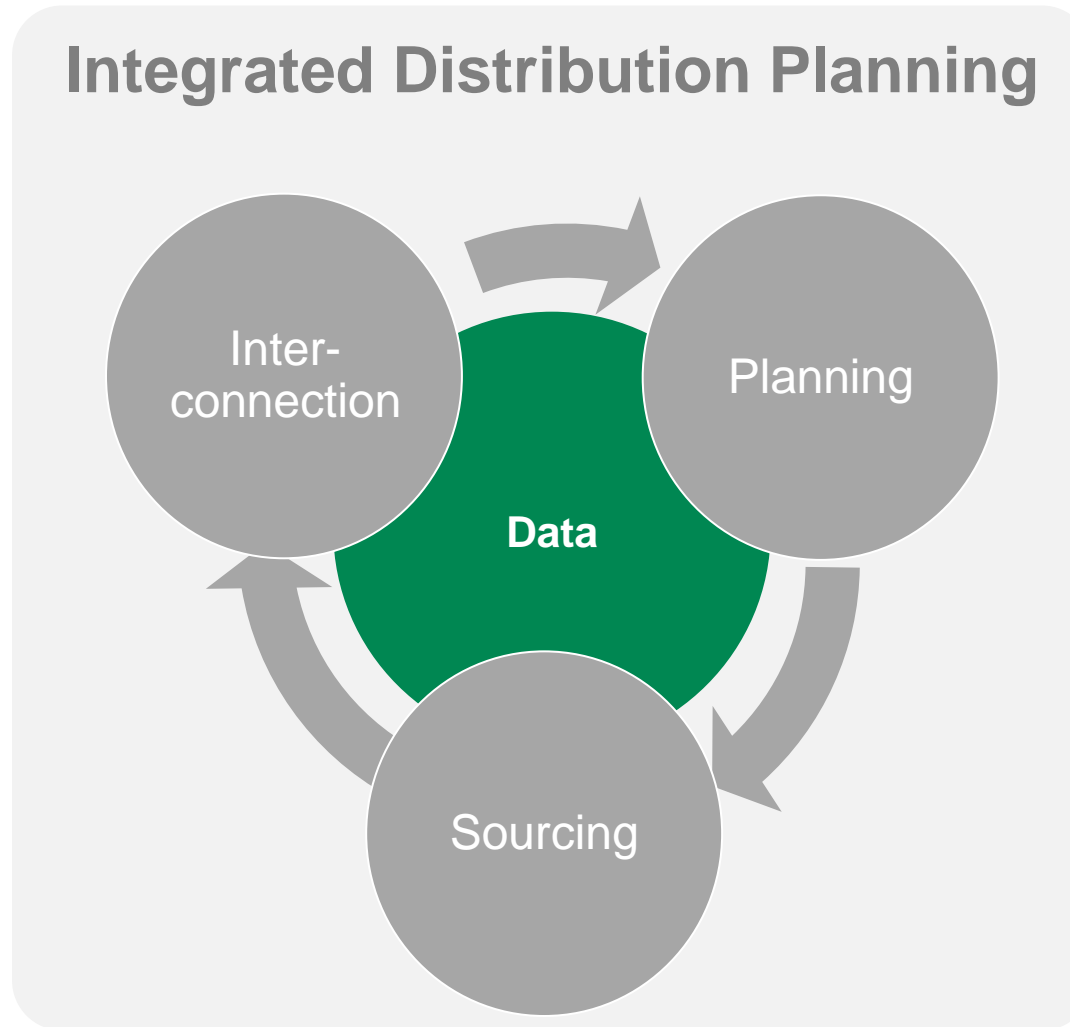 Integrated Distribution Planning
Inter-
connection
Planning
Data
Sourcing